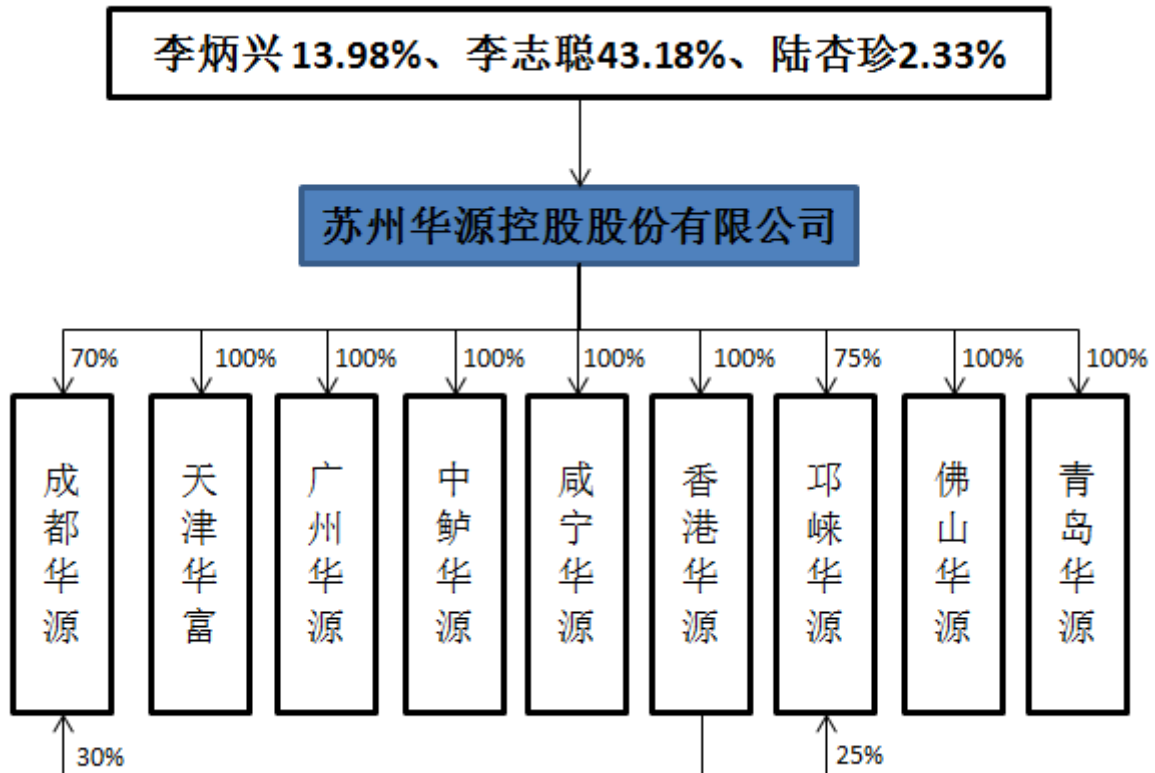 李炳兴 13.98%、李志聪43.18%、陆杏珍2.33%
苏州华源控股股份有限公司
70% 100% 100% 100% 100% 100% 75% 100% 100%
成都华源
天津华富
广州华源
中鲈华源
咸宁华源
香港华源
邛崃华源
佛山华源
青岛华源
30% 25%